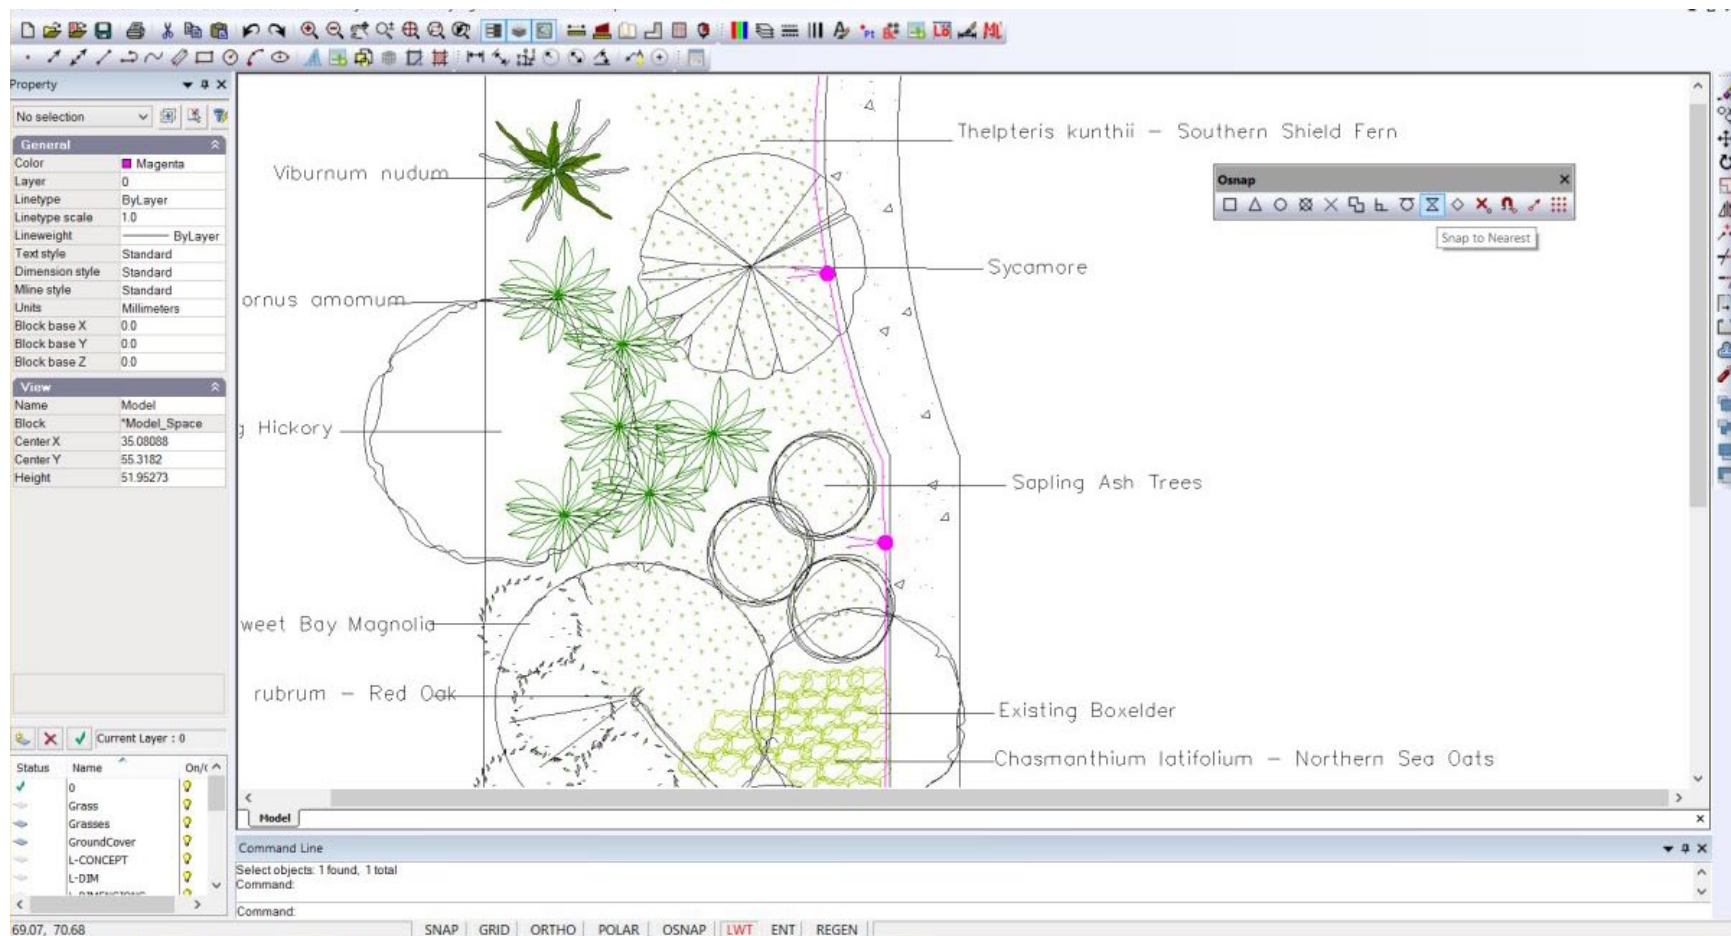 Property
No selection
General
Color Magenta
Layer 0
Linetype ByLayer
Linetype scale 1.0
Lineweight ByLayer
Text style Standard
Dimension style Standard
Mline style Standard
Units Millimeters
Block base X 0.0
Block base Y 0.0
Block base Z 0.0
View
Name Model
Block *Model_Space
Center X 35.08088
Center Y 55.3182
Height 51.95273
Current Layer : 0
Status Name On/
0
Grass
Grasses
GroundCover
L-CONCEPT
L-DIM
Viburnum nudum
ornus amomum
g Hickory
weet Bay Magnolia
rubrum - Red Oak
Thelpteris kunthii - Southern Shield Fern
Osnap
Snap to Nearest
Sycamore
Sapling Ash Trees
Existing Boxelder
Chasmanthium latifolium - Northern Sea Oats
Model
Command Line
Select objects: 1 found, 1 total
Command:
Command:
69.07, 70.68 SNAP GRID ORTHO POLAR OSNAP LWT ENT REGEN